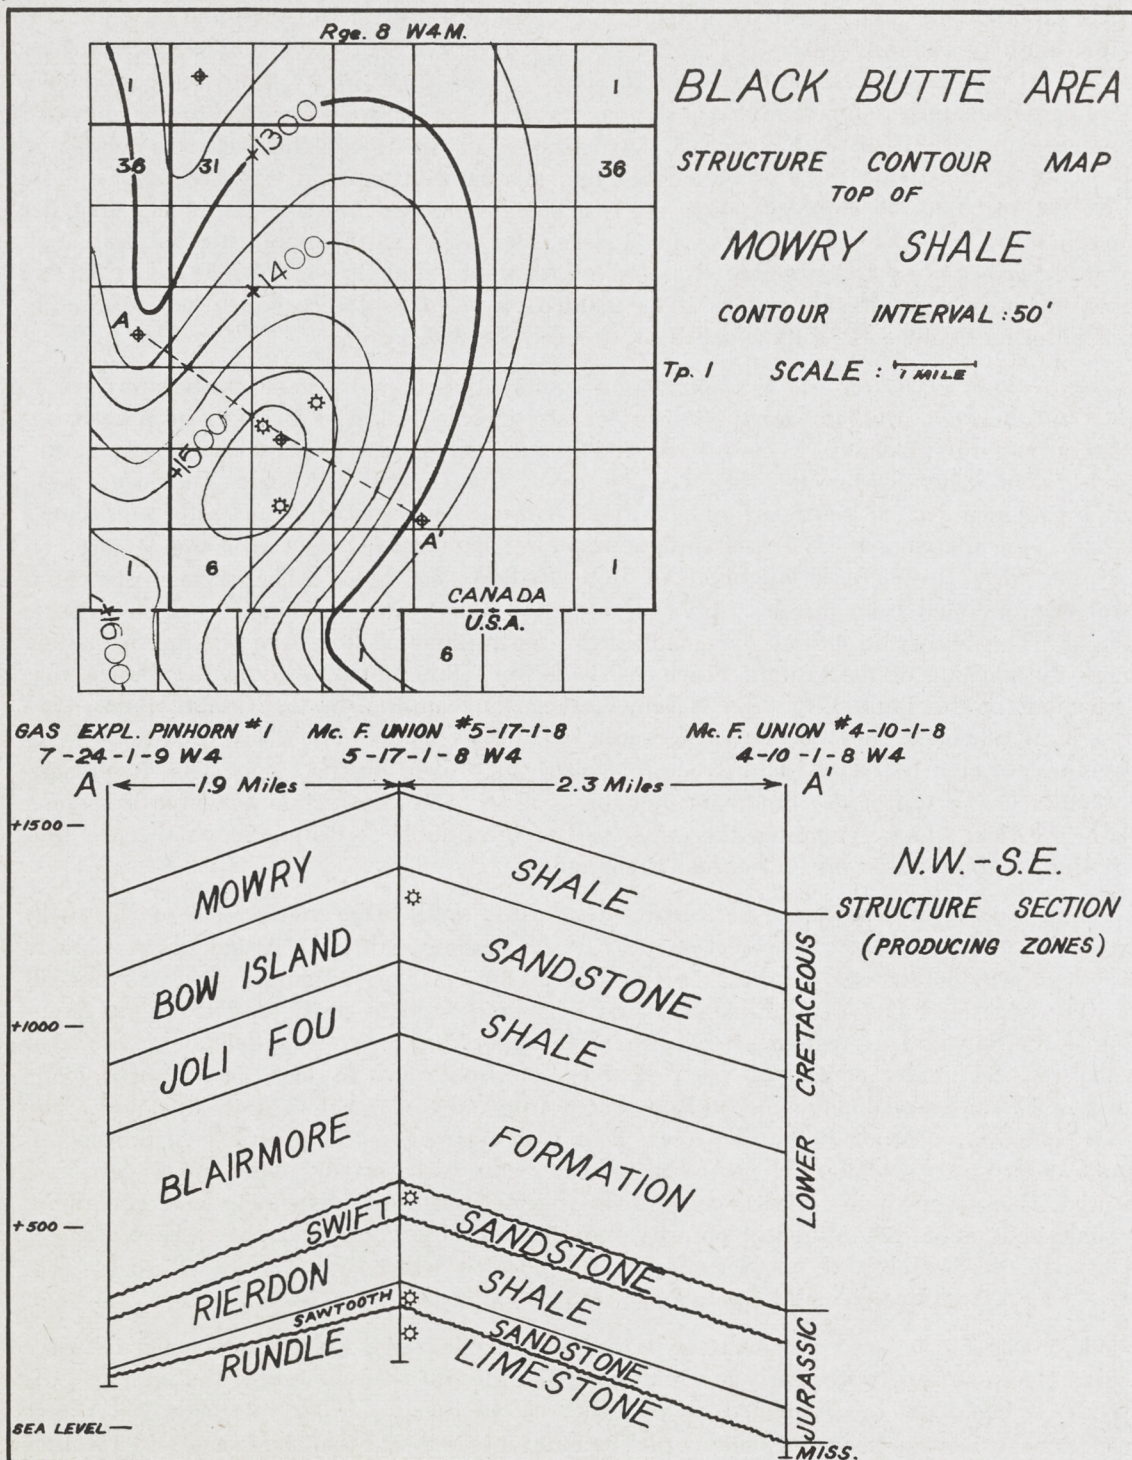 Rge. 8 W4M.
BLACK BUTTE AREA
STRUCTURE CONTOUR MAP
TOP OF
MOWRY SHALE
CONTOUR INTERVAL : 50'
Tp. 1 SCALE : 1 MILE
1
1
+1300
36
31
36
+1400
A
+1500
A'
1
6
1
CANADA
U.S.A.
+1600
1
6
GAS EXPL. PINHORN #1 Mc. F. UNION #5-17-1-8 Mc. F. UNION #4-10-1-8
7-24-1-9 W4 5-17-1-8 W4 4-10-1-8 W4
A 1.9 Miles 2.3 Miles A'
+1500
N.W.-S.E.
STRUCTURE SECTION
(PRODUCING ZONES)
MOWRY SHALE
BOW ISLAND SANDSTONE
+1000
JOLI FOU SHALE
BLAIRMORE FORMATION
LOWER CRETACEOUS
+500
SWIFT SANDSTONE
RIERDON SHALE
SAWTOOTH SANDSTONE
RUNDLE LIMESTONE
JURASSIC
SEA LEVEL
MISS.